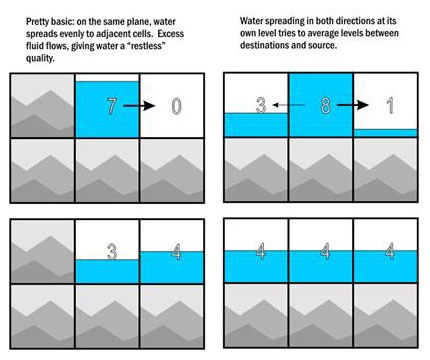 Pretty basic: on the same plane, water
spreads evenly to adjacent cells.  Excess
fluid flows, giving water a "restless"
quality.
Water spreading in both directions at its
own level tries to average levels between
destinations and source.
7 0
3 8 1
3 4
4 4 4